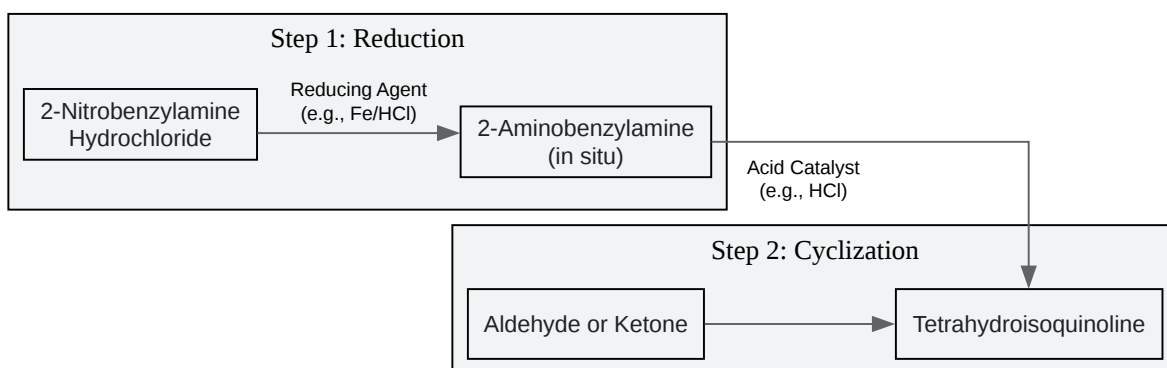 Step 1: Reduction
2-Nitrobenzylamine
Hydrochloride
Reducing Agent
(e.g., Fe/HCl)
2-Aminobenzylamine
(in situ)
Acid Catalyst
(e.g., HCl)
Step 2: Cyclization
Aldehyde or Ketone
Tetrahydroisoquinoline